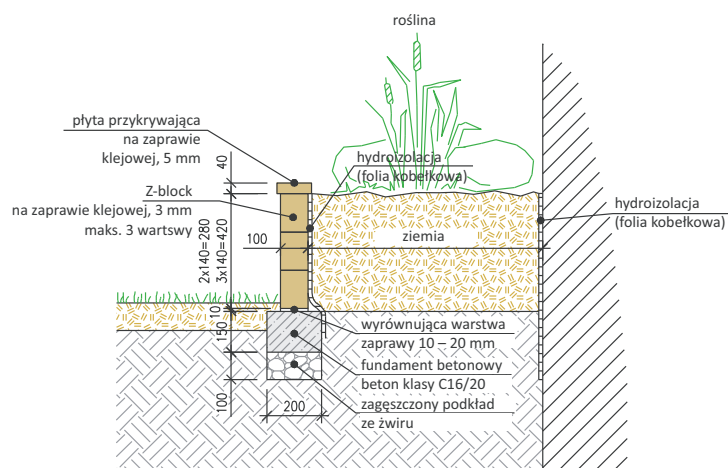 roślina
płyta przykrywająca
na zaprawie
klejowej, 5 mm
hydroizolacja
(folia kobełkowa)
Z-block
na zaprawie klejowej, 3 mm
maks. 3 wartswy
hydroizolacja
(folia kobełkowa)
40
2x140=280
3x140=420
100
ziemia
10
150
100
200
wyrównująca warstwa
zaprawy 10 – 20 mm
fundament betonowy
beton klasy C16/20
zagęszczony podkład
ze żwiru